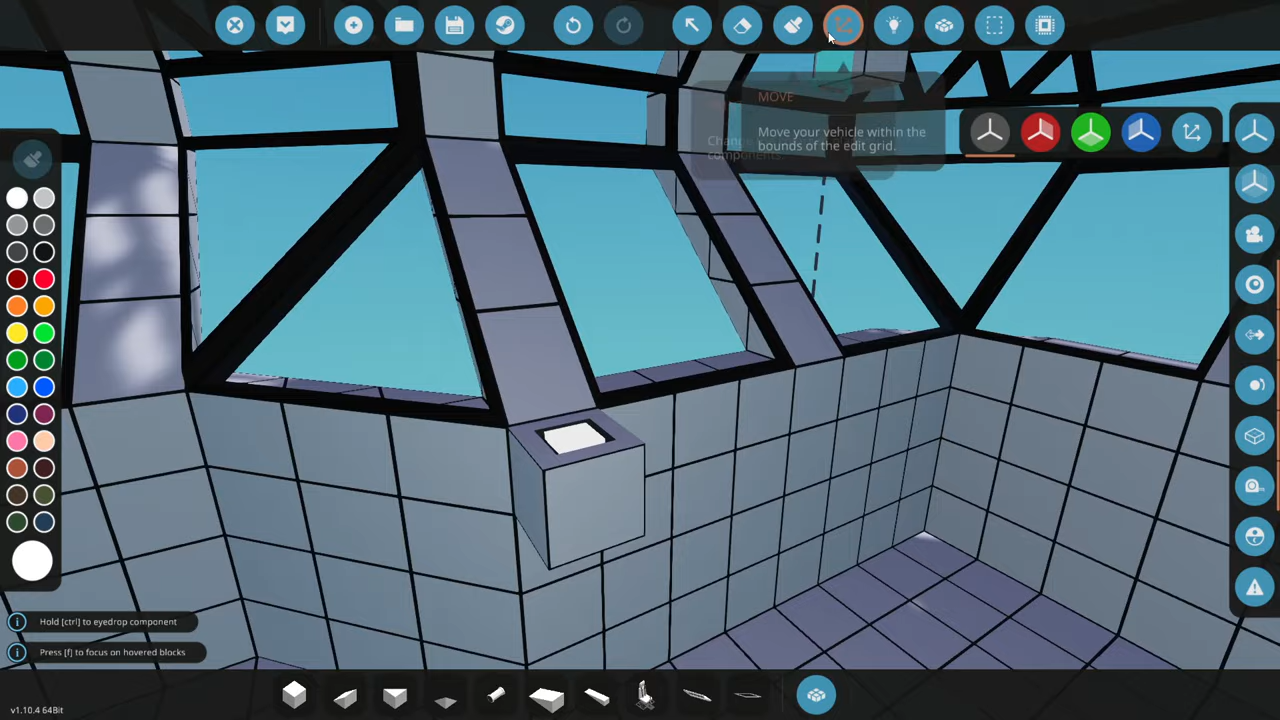 MOVE
Move your vehicle within the
bounds of the edit grid.
Hold [ctrl] to eyedrop component
Press [f] to focus on hovered blocks
v1.10.4 64Bit